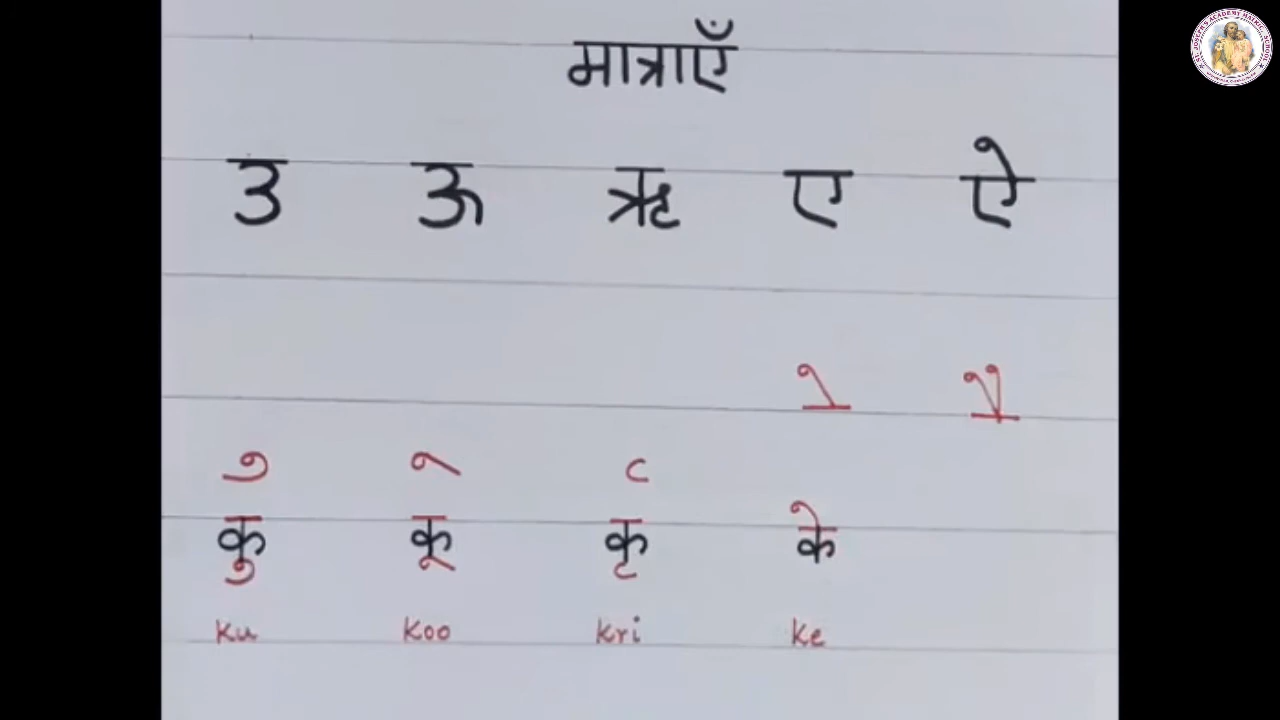 मात्राएँ
उ ऊ ऋ ए ऐ
े ै
ु ू ृ
कु कू कृ के
Ku Koo Kri Ke